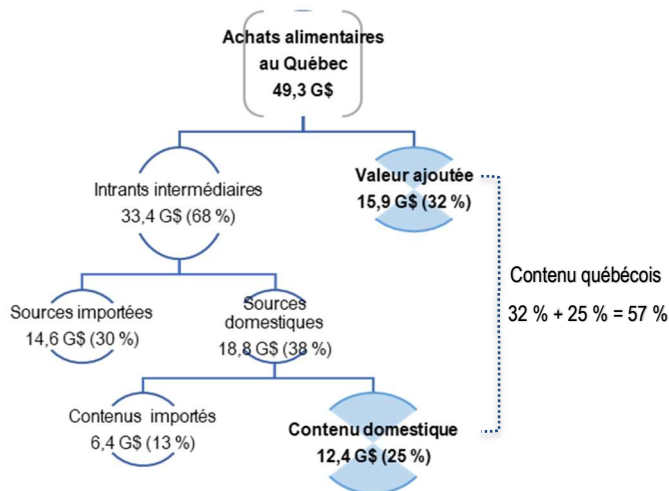 Achats alimentaires
au Québec
49,3 G$
Intrants intermédiaires
33,4 G$ (68 %)
Valeur ajoutée
15,9 G$ (32 %)
Contenu québécois
32 % + 25 % = 57 %
Sources importées
14,6 G$ (30 %)
Sources
domestiques
18,8 G$ (38 %)
Contenus importés
6,4 G$ (13 %)
Contenu domestique
12,4 G$ (25 %)